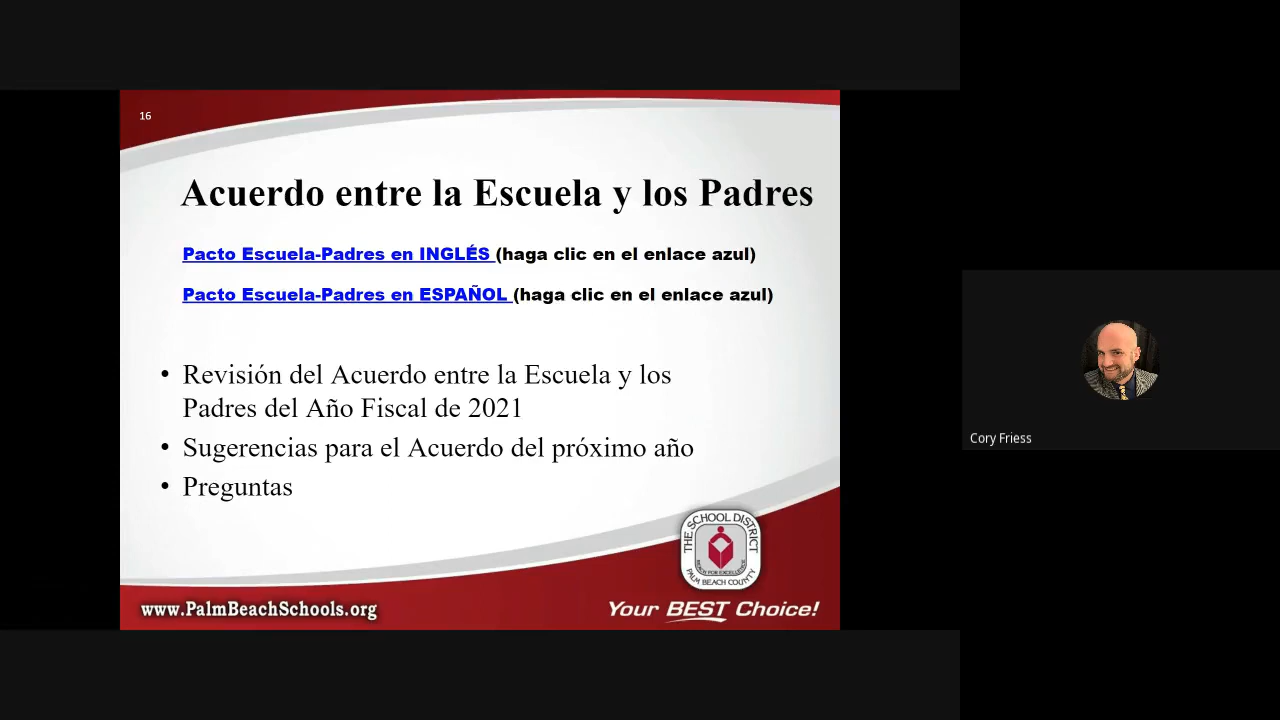 16
Acuerdo entre la Escuela y los Padres
Pacto Escuela-Padres en INGLÉS (haga clic en el enlace azul)
Pacto Escuela-Padres en ESPAÑOL (haga clic en el enlace azul)
• Revisión del Acuerdo entre la Escuela y los
Padres del Año Fiscal de 2021
• Sugerencias para el Acuerdo del próximo año
• Preguntas
THE SCHOOL DISTRICT
PALM BEACH COUNTY
www.PalmBeachSchools.org
Your BEST Choice!
Cory Friess